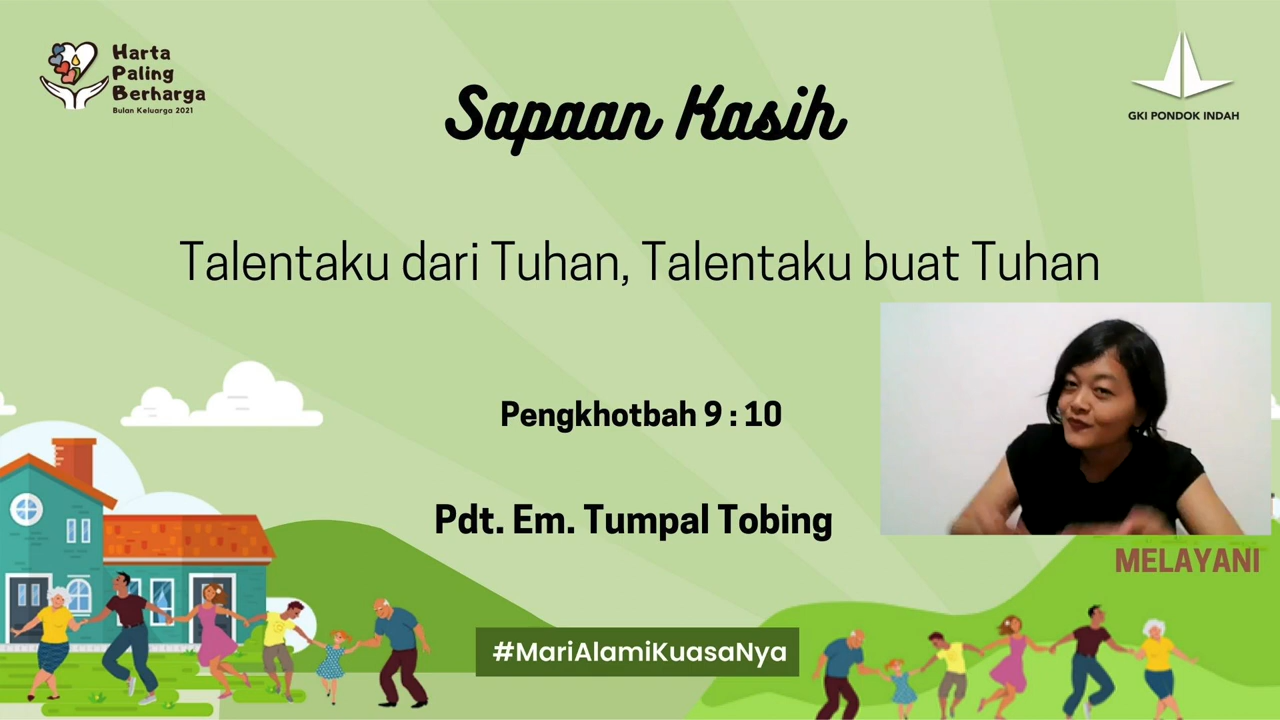 Harta
Paling
Berharga
Bulan Keluarga 2021
Sapaan Kasih
GKI PONDOK INDAH
Talentaku dari Tuhan, Talentaku buat Tuhan
Pengkhotbah 9 : 10
Pdt. Em. Tumpal Tobing
MELAYANI
#MariAlamiKuasaNya